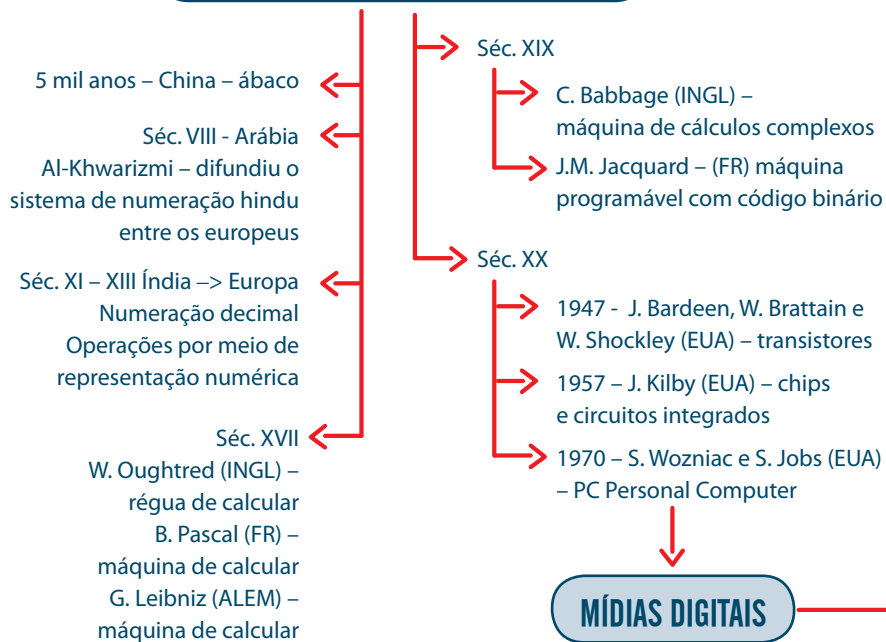 5 mil anos – China – ábaco
Séc. VIII - Arábia
Al-Khwarizmi – difundiu o
sistema de numeração hindu
entre os europeus
Séc. XI – XIII Índia –> Europa
Numeração decimal
Operações por meio de
representação numérica
Séc. XVII
W. Oughtred (INGL) –
régua de calcular
B. Pascal (FR) –
máquina de calcular
G. Leibniz (ALEM) –
máquina de calcular
Séc. XIX
C. Babbage (INGL) –
máquina de cálculos complexos
J.M. Jacquard – (FR) máquina
programável com código binário
Séc. XX
1947 - J. Bardeen, W. Brattain e
W. Shockley (EUA) – transistores
1957 – J. Kilby (EUA) – chips
e circuitos integrados
1970 – S. Wozniac e S. Jobs (EUA)
– PC Personal Computer
MÍDIAS DIGITAIS